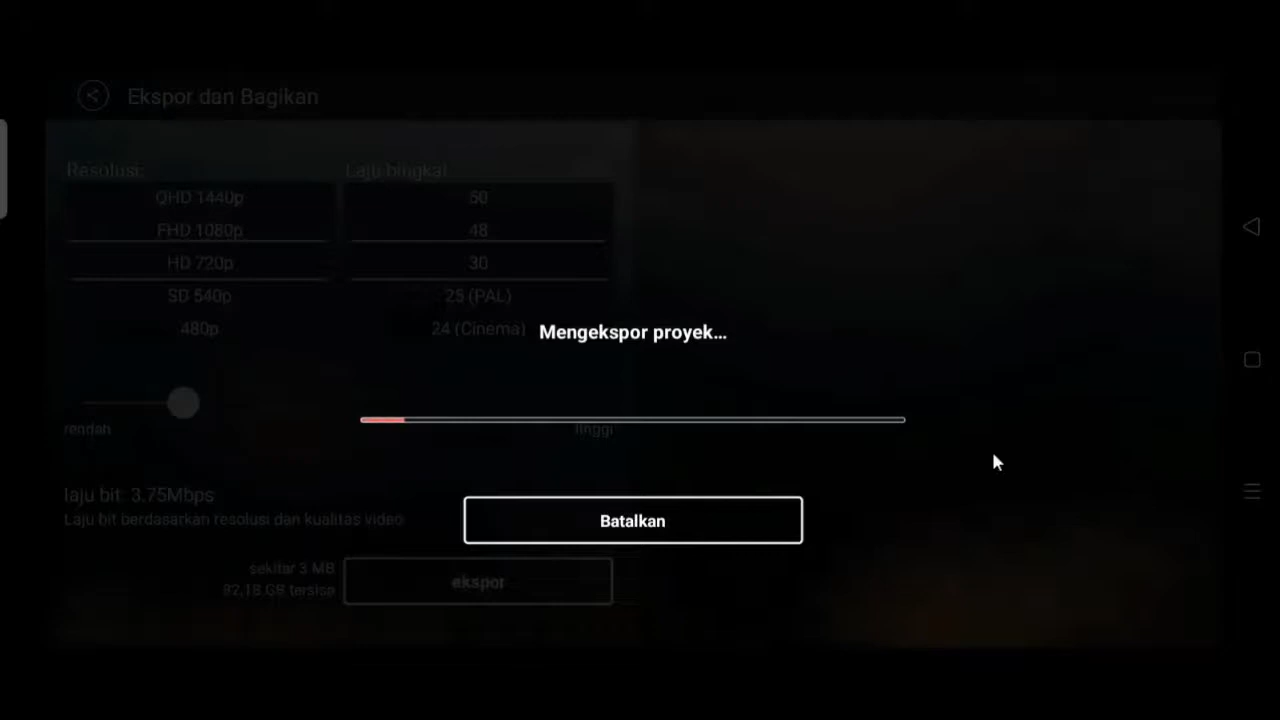 Ekspor dan Bagikan
Resolusi:
Laju bingkai
QHD 1440p
50
FHD 1080p
48
HD 720p
30
SD 540p
25 (PAL)
480p
24 (Cinema)
Mengekspor proyek...
rendah
tinggi
laju bit: 3.75Mbps
Laju bit berdasarkan resolusi dan kualitas video
Batalkan
sekitar 3 MB
ekspor
GB tersisa